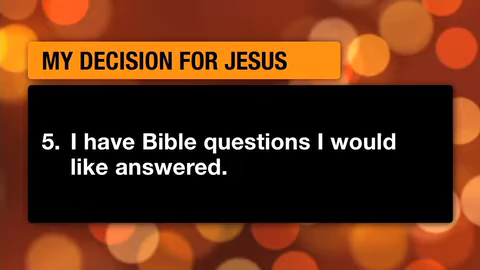 MY DECISION FOR JESUS
5. I have Bible questions I would
like answered.